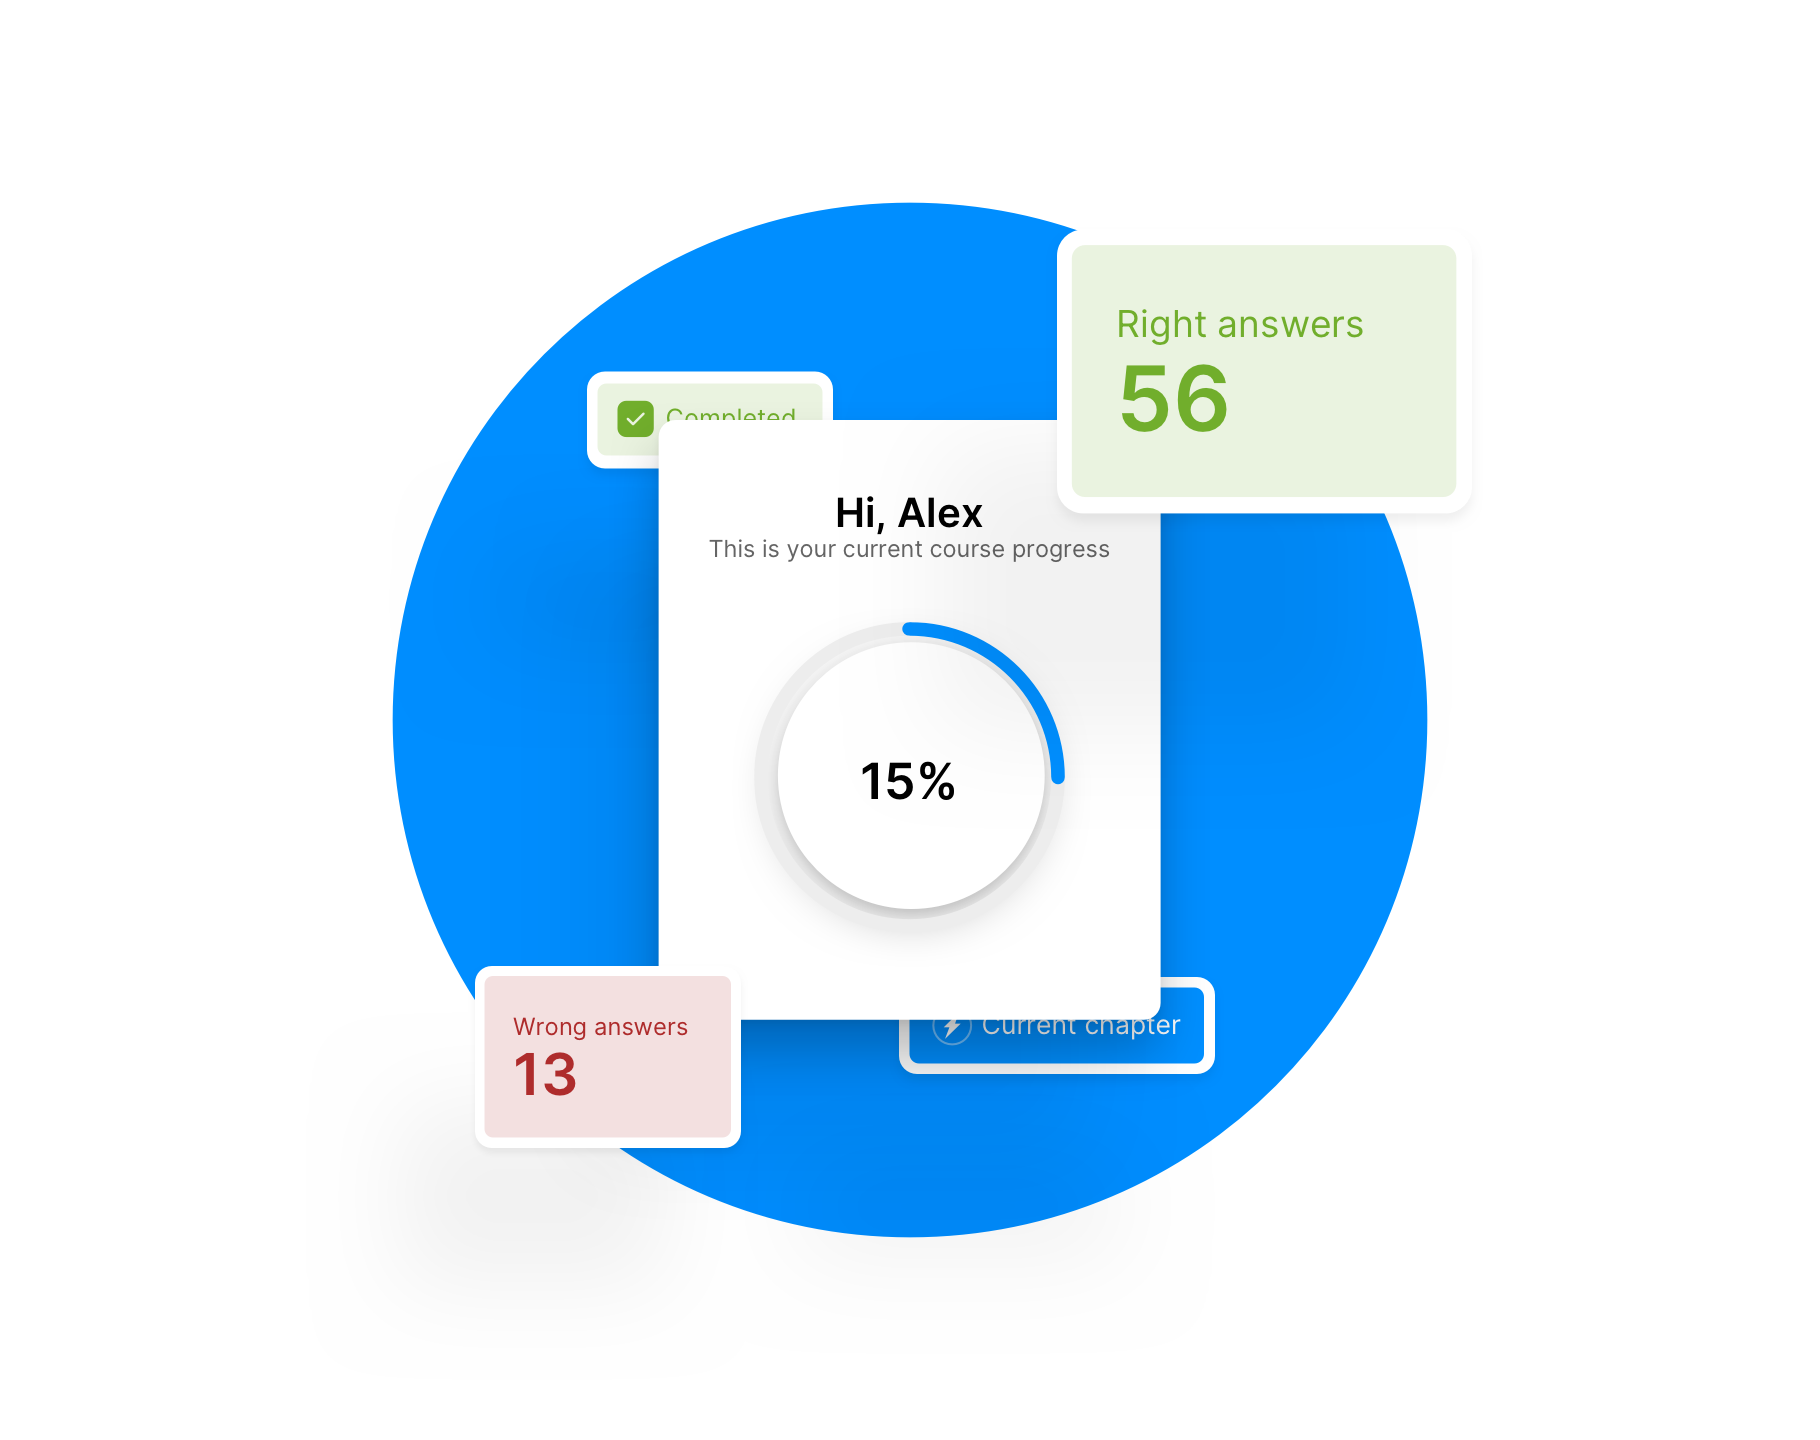 Right answers
56
Completed
Hi, Alex
This is your current course progress
15%
Wrong answers
13
Current chapter